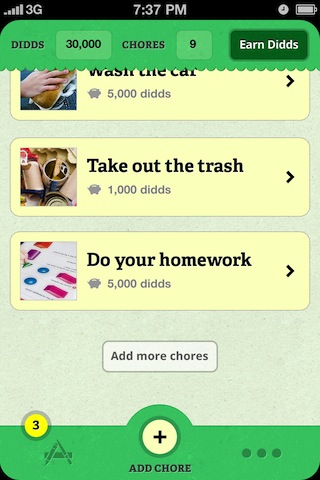 3G 7:37 PM
DIDDS 30,000 CHORES 9 Earn Didds
Wash the car
5,000 didds
Take out the trash
1,000 didds
Do your homework
5,000 didds
Add more chores
3
+
ADD CHORE